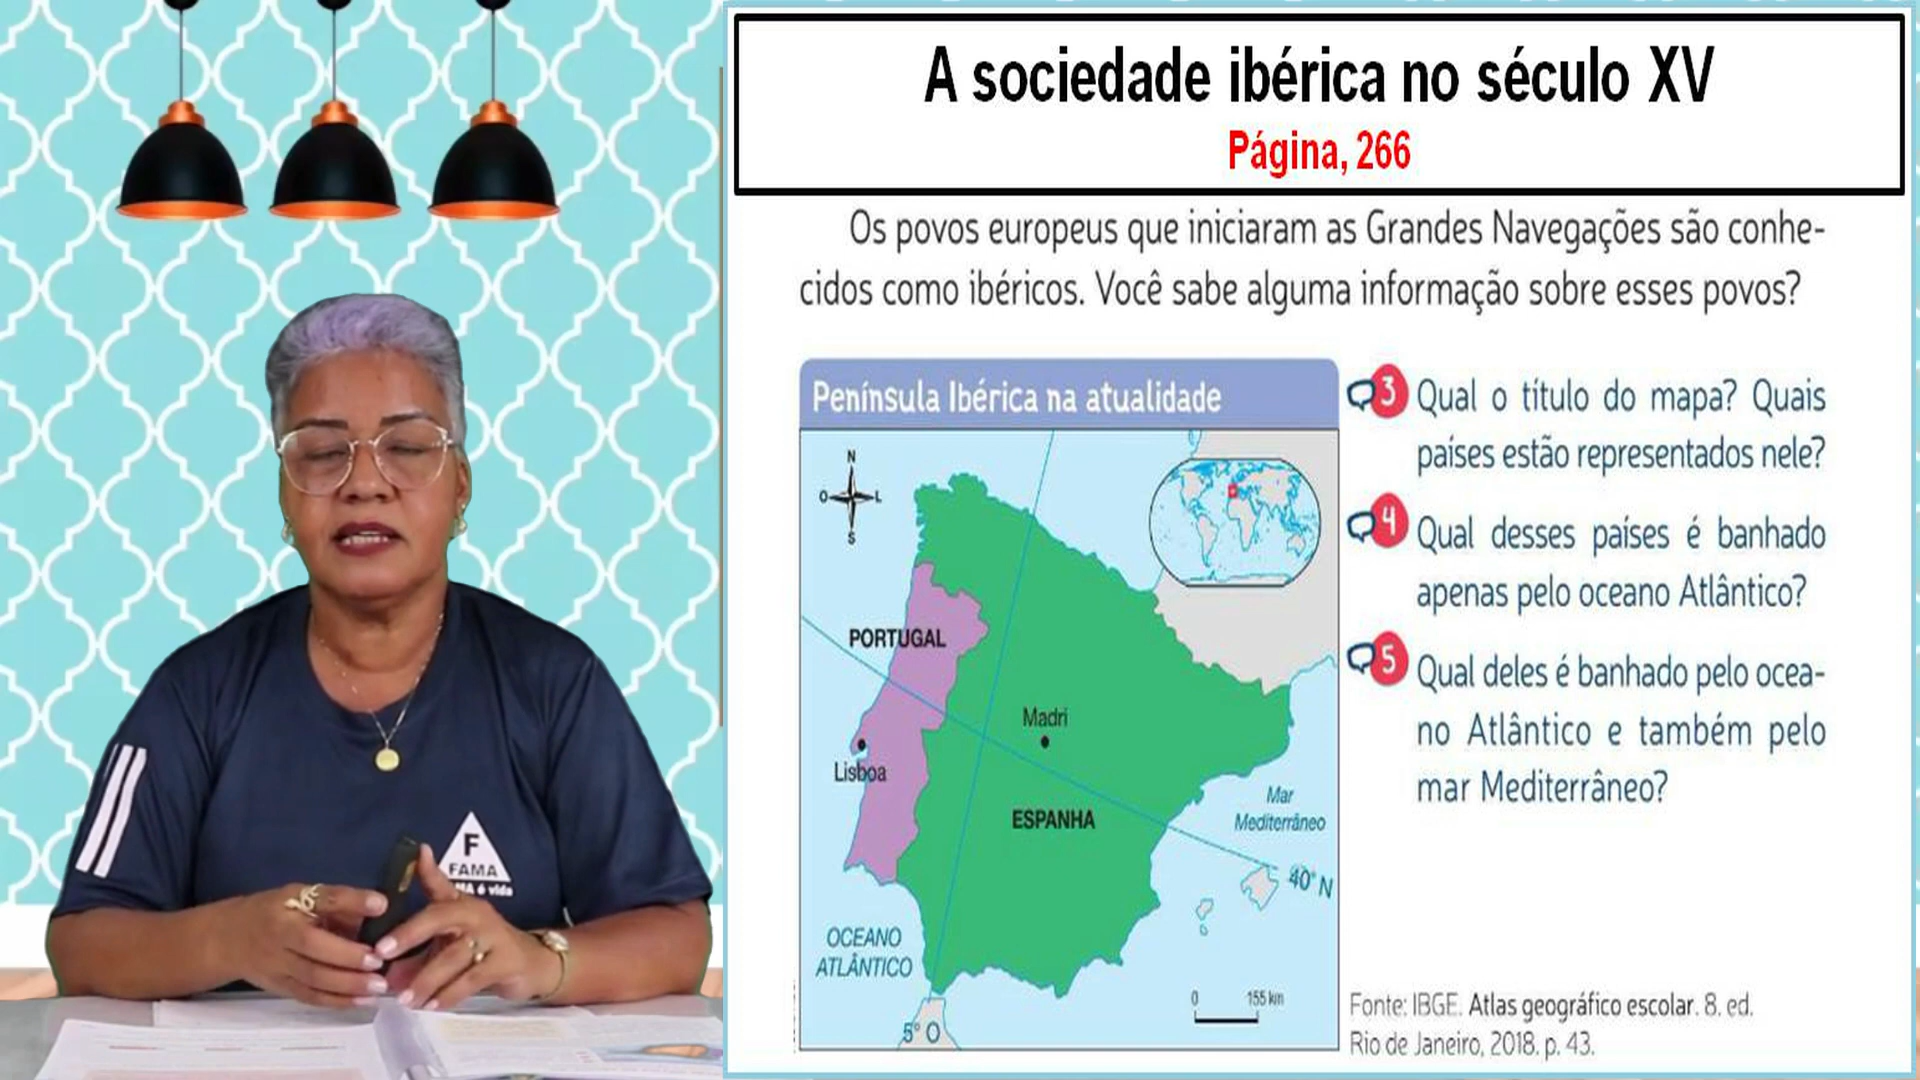 A sociedade ibérica no século XV
Página, 266
Os povos europeus que iniciaram as Grandes Navegações são conhe-
cidos como ibéricos. Você sabe alguma informação sobre esses povos?
Península Ibérica na atualidade
N
O
L
S
PORTUGAL
Madri
Lisboa
ESPANHA
Mar
Mediterrâneo
40° N
OCEANO
ATLÂNTICO
0 155 km
5° O
3 Qual o título do mapa? Quais
países estão representados nele?
4 Qual desses países é banhado
apenas pelo oceano Atlântico?
5 Qual deles é banhado pelo ocea-
no Atlântico e também pelo
mar Mediterrâneo?
Fonte: IBGE. Atlas geográfico escolar. 8. ed.
Rio de Janeiro, 2018. p. 43.
F
FAMA
é vida